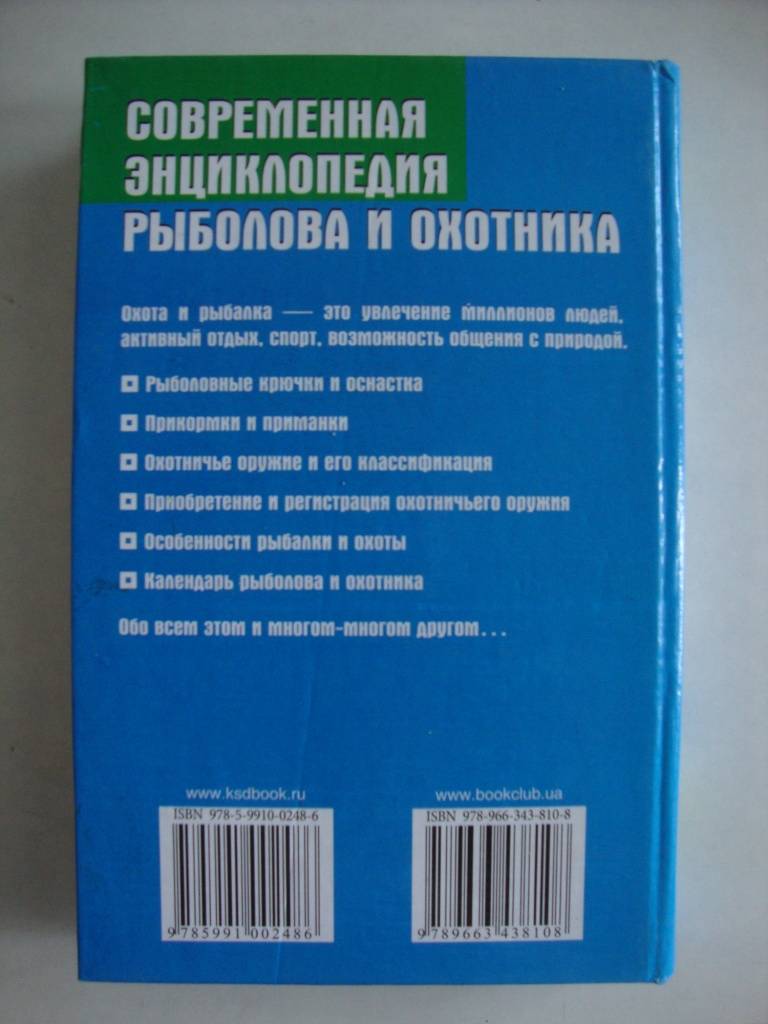 СОВРЕМЕННАЯ
ЭНЦИКЛОПЕДИЯ
РЫБОЛОВА И ОХОТНИКА
Охота и рыбалка — это увлечение миллионов людей,
активный отдых, спорт, возможность общения с природой.
Рыболовные крючки и оснастка
Прикормки и приманки
Охотничье оружие и его классификация
Приобретение и регистрация охотничьего оружия
Особенности рыбалки и охоты
Календарь рыболова и охотника
Обо всем этом и многом-многом другом...
www.ksdbook.ru
ISBN 978-5-9910-0248-6
9 785991 002486
www.bookclub.ua
ISBN 978-966-343-810-8
9 789663 438108